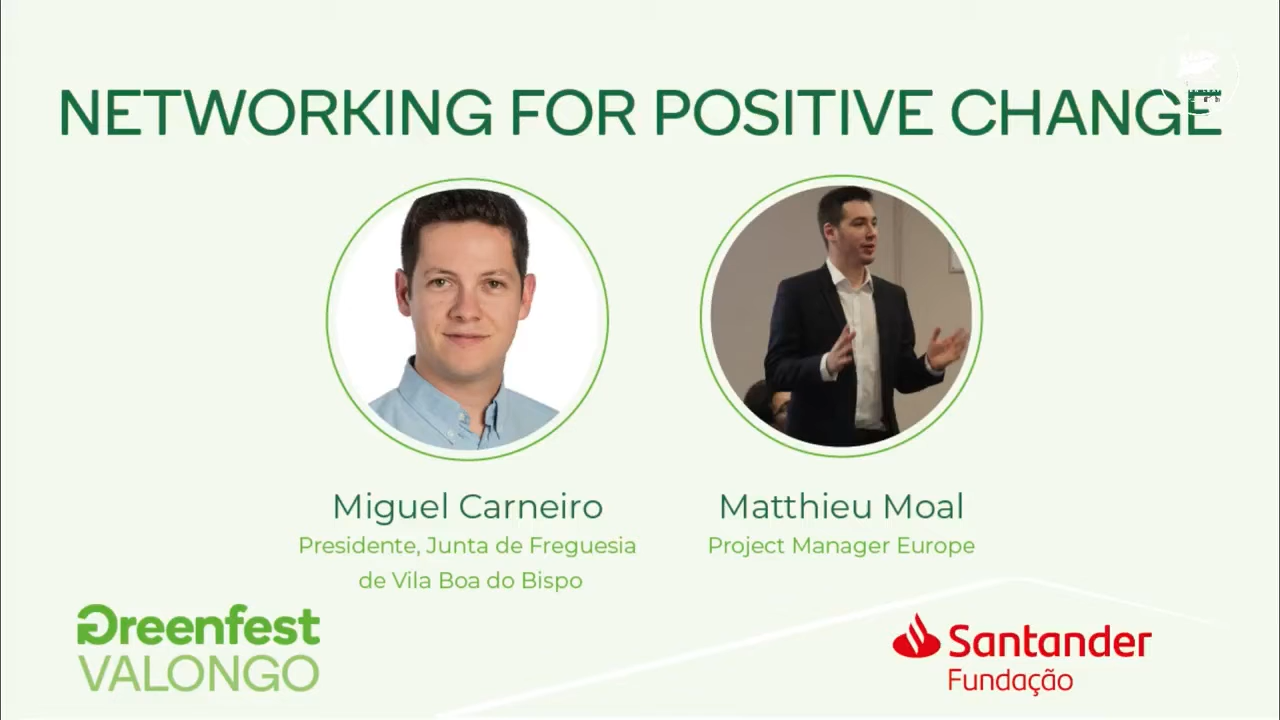 NETWORKING FOR POSITIVE CHANGE
Miguel Carneiro
Presidente, Junta de Freguesia
de Vila Boa do Bispo
Matthieu Moal
Project Manager Europe
Greenfest
VALONGO
Santander
Fundação